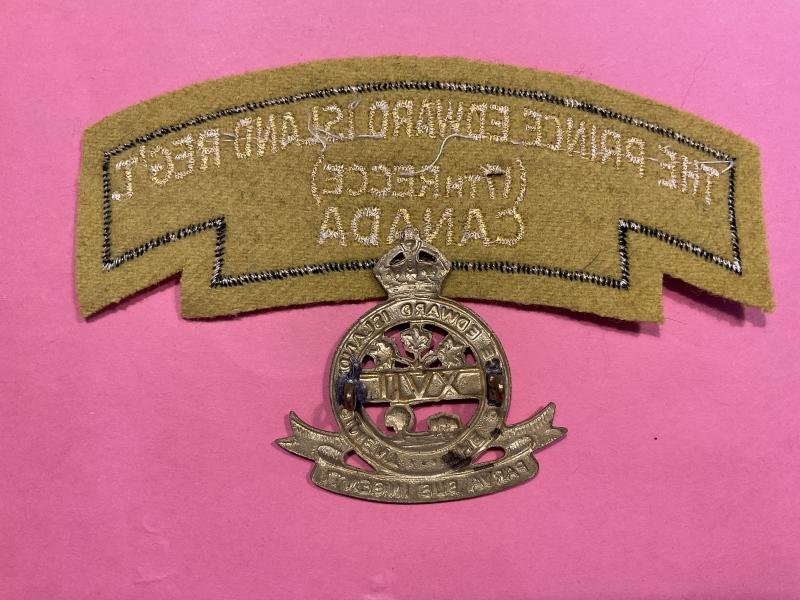 THE PRINCE EDWARD ISLAND REG'T
(17TH RECCE)
CANADA
EDWARD ISLAND
XVII
PARVA SUB INGENTI